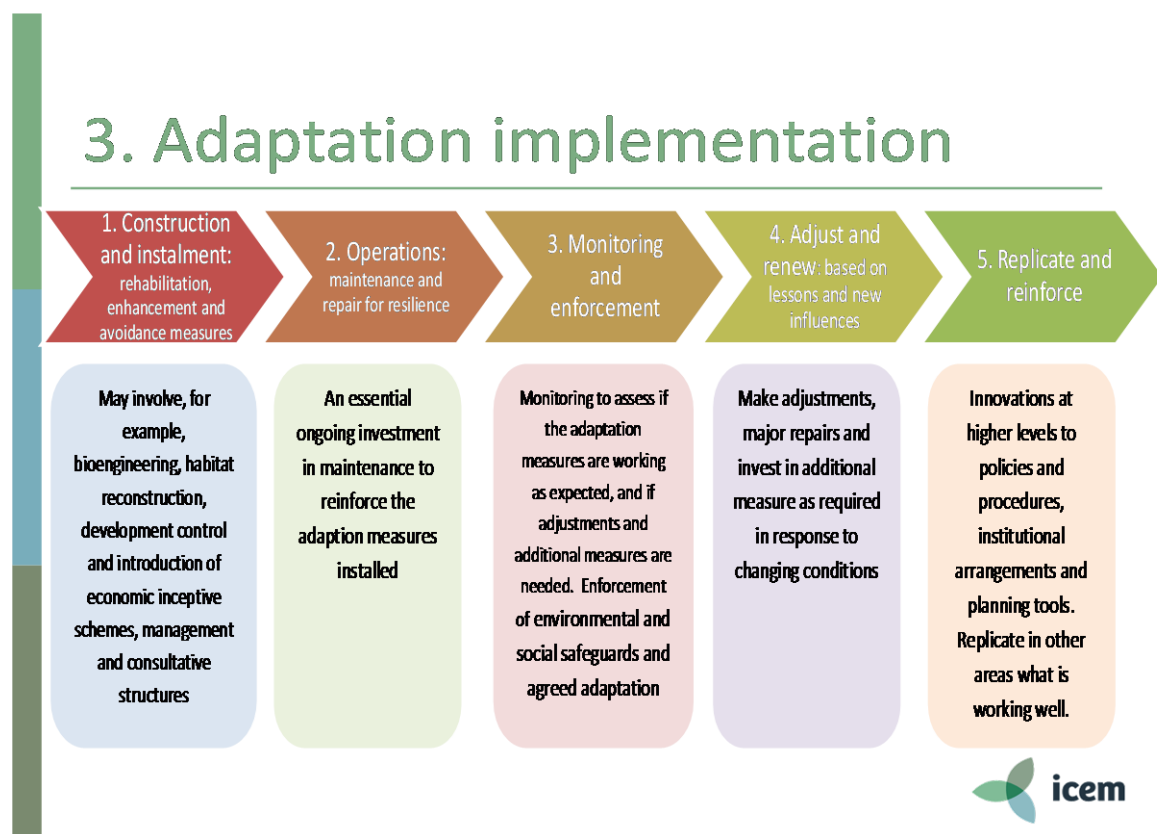 3. Adaptation implementation
1. Construction
and instalment:
rehabilitation,
enhancement and
avoidance measures
2. Operations:
maintenance and
repair for resilience
3. Monitoring
and
enforcement
4. Adjust and
renew: based on
lessons and new
influences
5. Replicate and
reinforce
May involve, for
example,
bioengineering, habitat
reconstruction,
development control
and introduction of
economic inceptive
schemes, management
and consultative
structures
An essential
ongoing investment
in maintenance to
reinforce the
adaption measures
installed
Monitoring to assess if
the adaptation
measures are working
as expected, and if
adjustments and
additional measures are
needed.  Enforcement
of environmental and
social safeguards and
agreed adaptation
Make adjustments,
major repairs and
invest in additional
measure as required
in response to
changing conditions
Innovations at
higher levels to
policies and
procedures,
institutional
arrangements and
planning tools.
Replicate in other
areas what is
working well.
icem